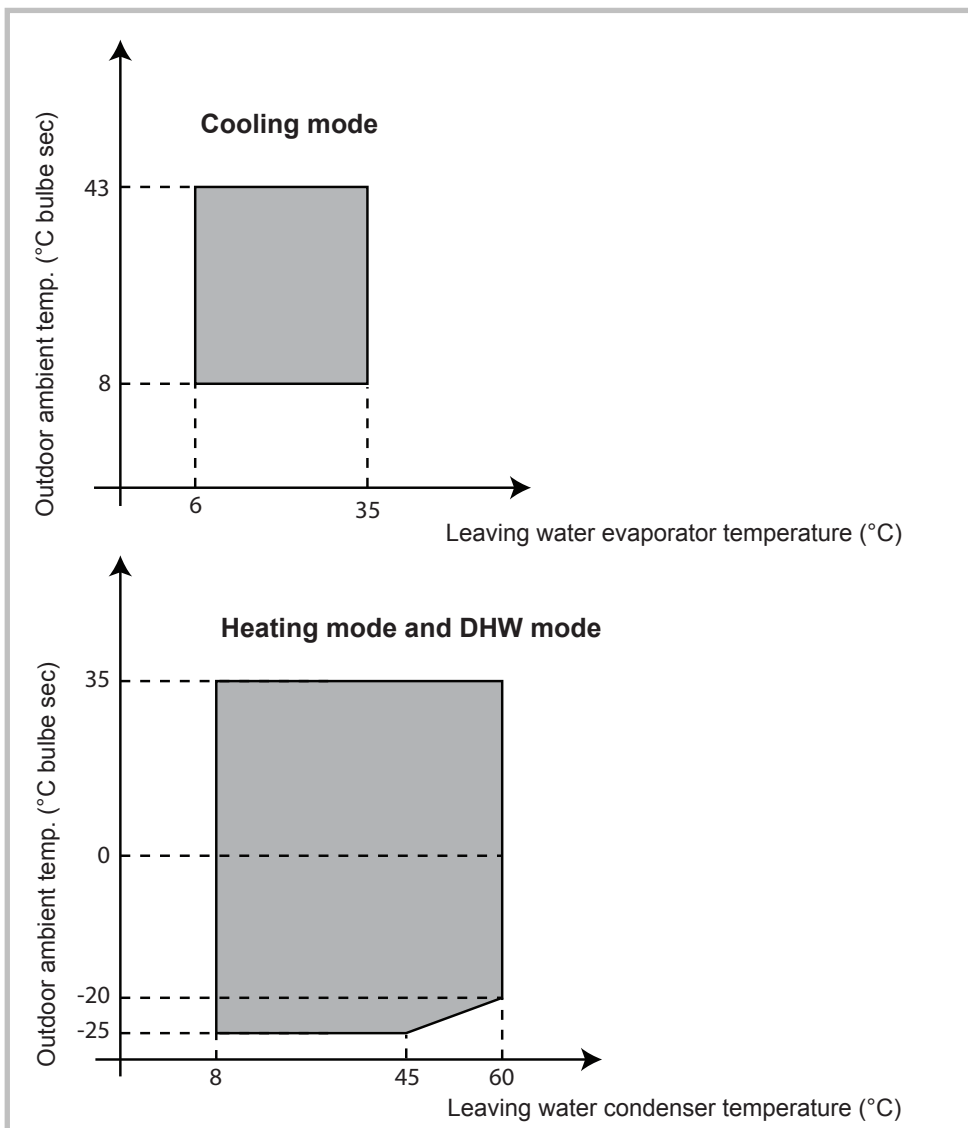 Cooling mode
Outdoor ambient temp. (°C bulbe sec)
43
8
6
35
Leaving water evaporator temperature (°C)
Heating mode and DHW mode
Outdoor ambient temp. (°C bulbe sec)
35
0
-20
-25
8
45
60
Leaving water condenser temperature (°C)